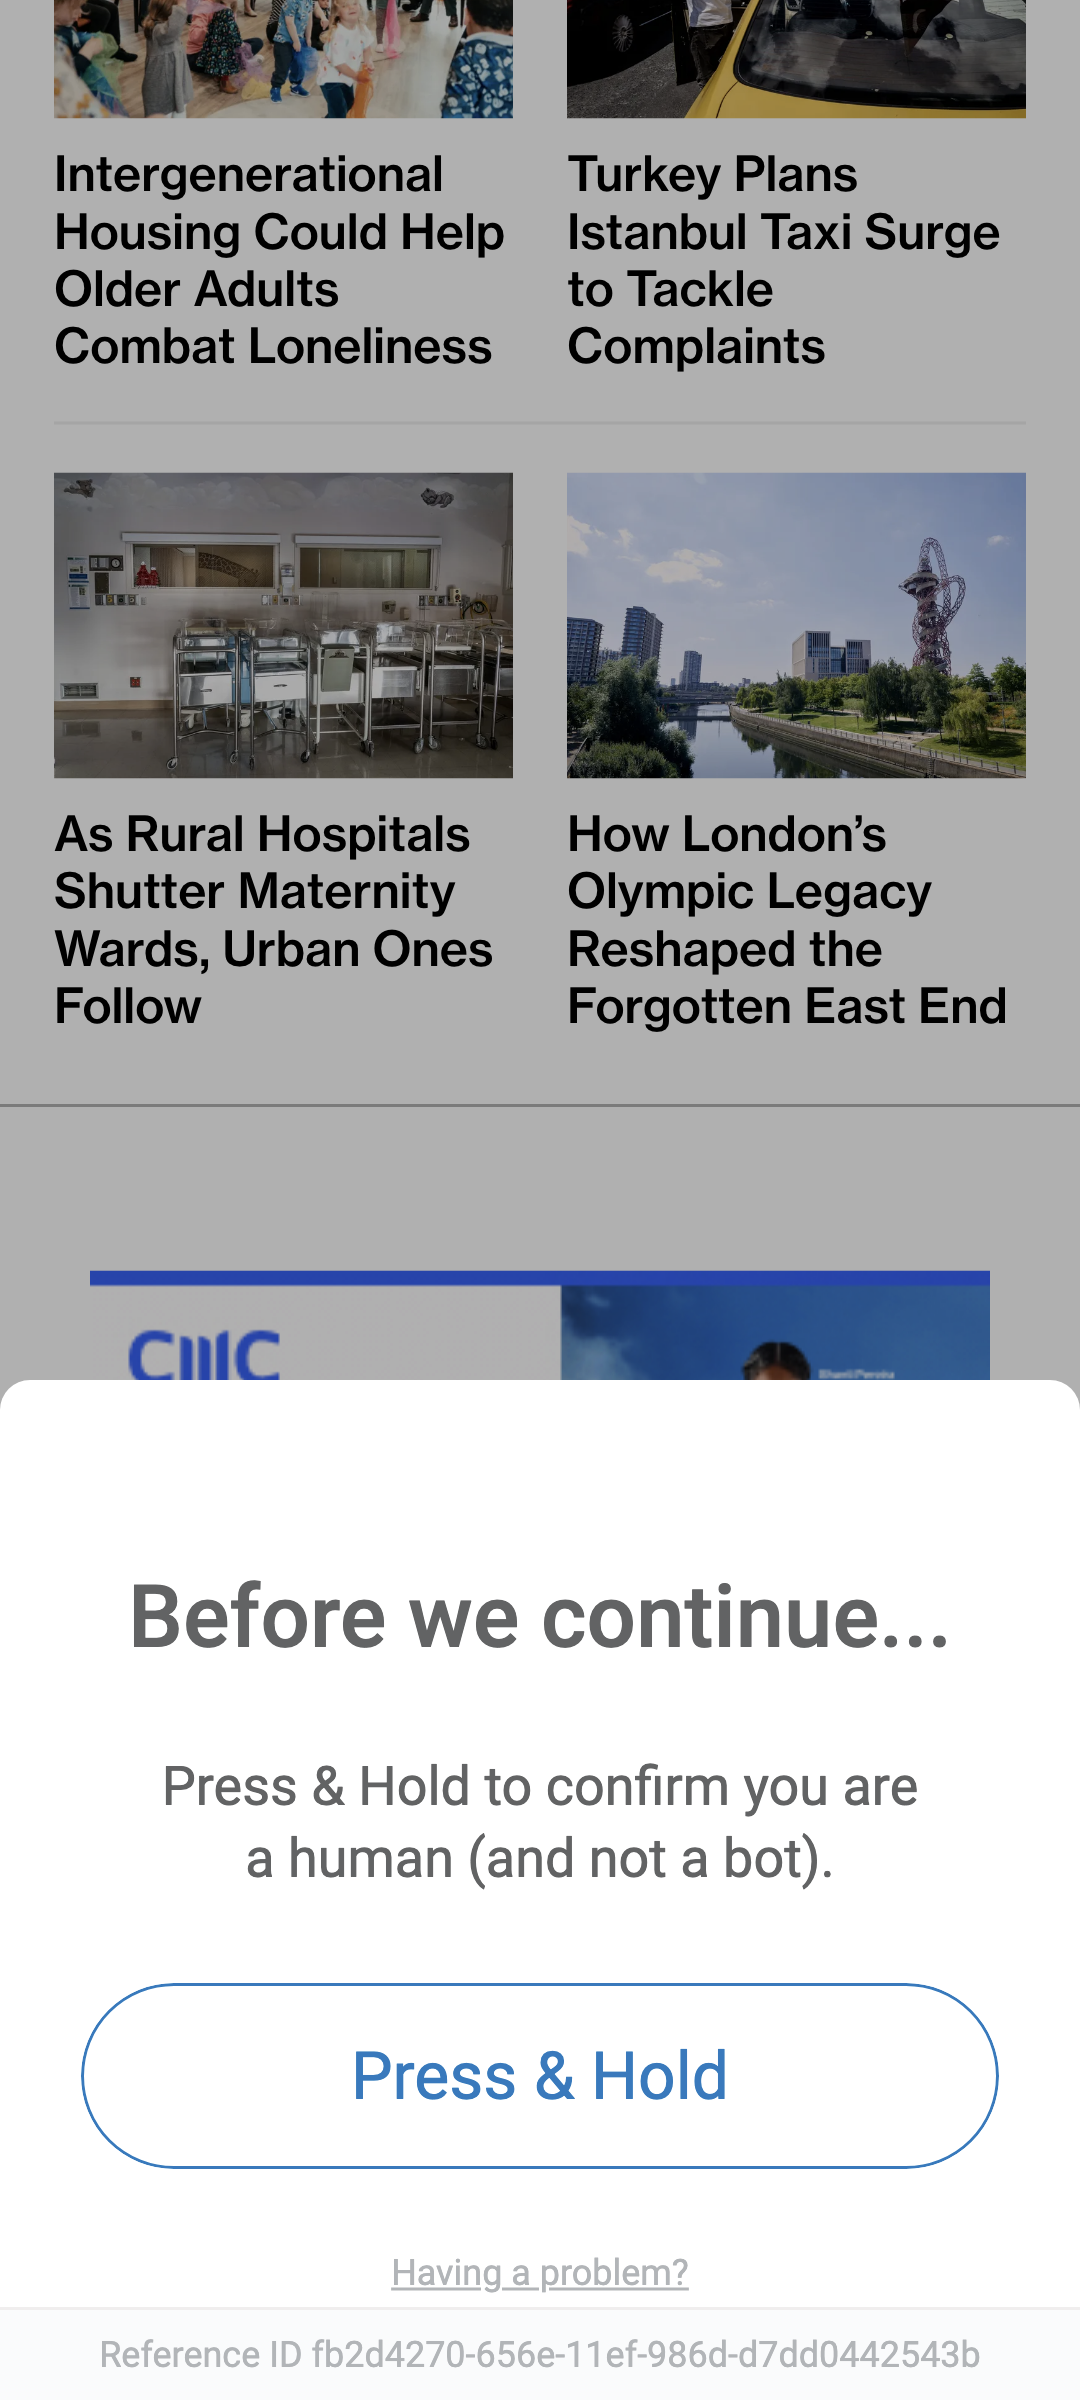 Intergenerational
Housing Could Help
Older Adults
Combat Loneliness
Turkey Plans
Istanbul Taxi Surge
to Tackle
Complaints
As Rural Hospitals
Shutter Maternity
Wards, Urban Ones
Follow
How London’s
Olympic Legacy
Reshaped the
Forgotten East End
Before we continue...
Press & Hold to confirm you are
a human (and not a bot).
Press & Hold
Having a problem?
Reference ID fb2d4270-656e-11ef-986d-d7dd0442543b